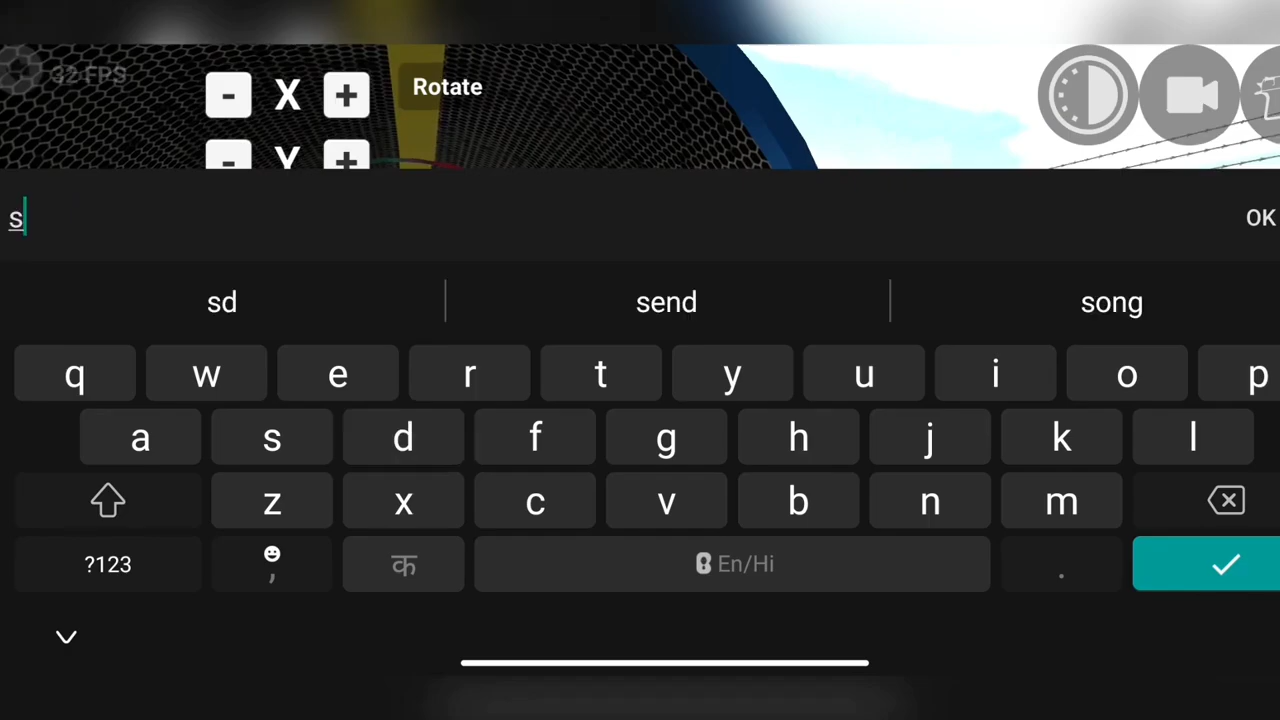 32 FPS
- X + Rotate
- Y +
s OK
sd send song
q w e r t y u i o p
a s d f g h j k l
z x c v b n m
?123 , क En/Hi .